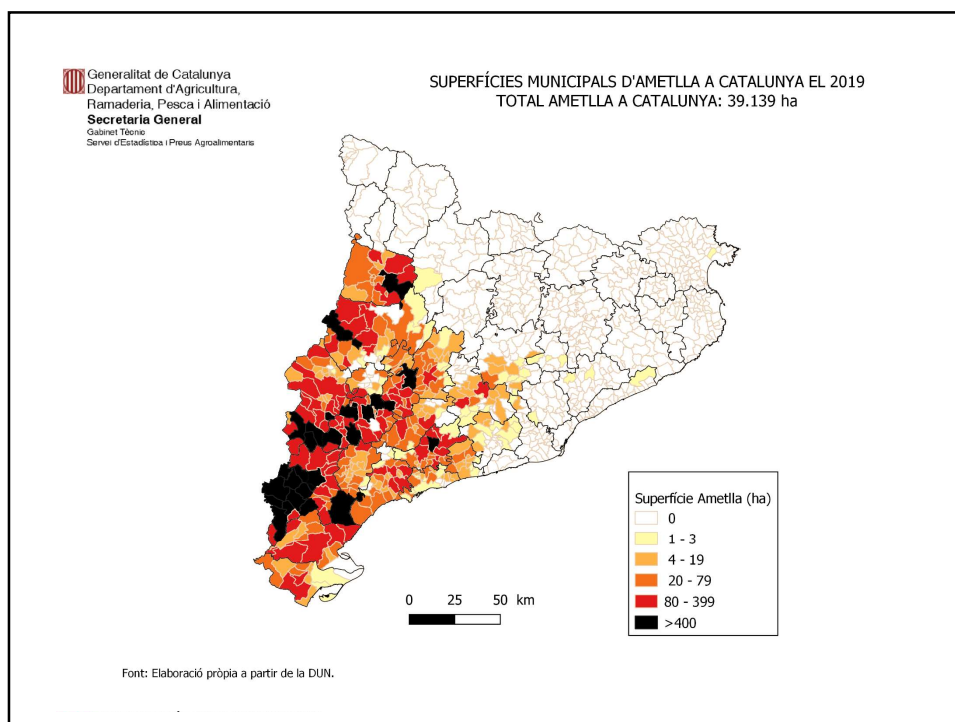 Generalitat de Catalunya
Departament d'Agricultura,
Ramaderia, Pesca i Alimentació
Secretaria General
Gabinet Tècnic
Servei d'Estadística i Preus Agroalimentaris
SUPERFÍCIES MUNICIPALS D'AMETLLA A CATALUNYA EL 2019
TOTAL AMETLLA A CATALUNYA: 39.139 ha
Superfície Ametlla (ha)
0
1 - 3
4 - 19
20 - 79
80 - 399
>400
0 25 50 km
Font: Elaboració pròpia a partir de la DUN.